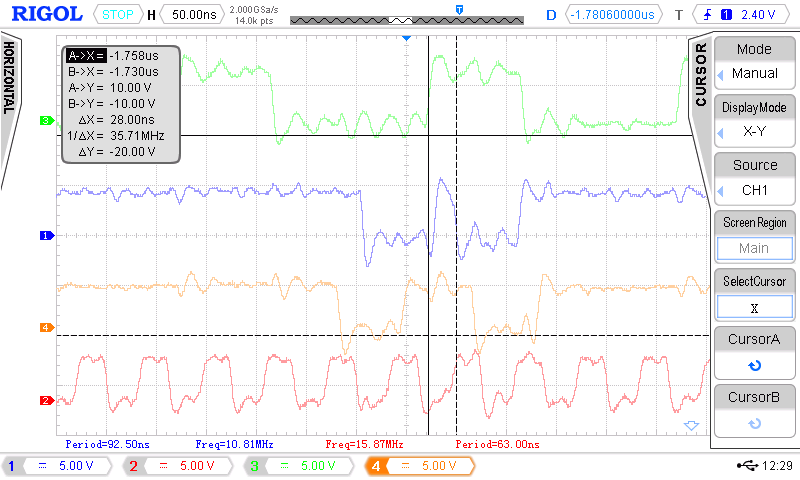 RIGOL STOP H 50.00ns 2.000GSa/s D -1.78060000us T 1 2.40 V
14.0k pts
T
HORIZONTAL
A->X = -1.758us
B->X = -1.730us
A->Y = 10.00 V
B->Y = -10.00 V
ΔX = 28.00ns
1/ΔX = 35.71MHz
ΔY = -20.00 V
3
1
4
2
Period=92.50ns Freq=10.81MHz Freq=15.87MHz Period=63.00ns
CURSOR
Mode
Manual
Display Mode
X-Y
Source
CH1
Screen Region
Main
SelectCursor
X
CursorA
CursorB
1 5.00 V 2 5.00 V 3 5.00 V 4 5.00 V 12:29